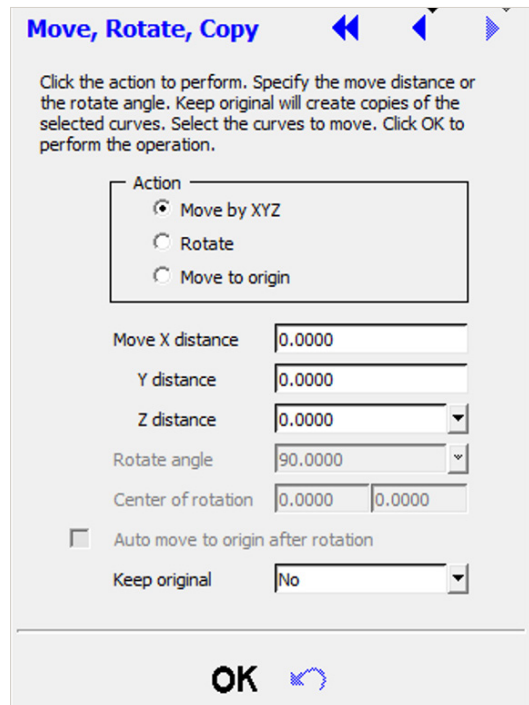 Move, Rotate, Copy
Click the action to perform. Specify the move distance or
the rotate angle. Keep original will create copies of the
selected curves. Select the curves to move. Click OK to
perform the operation.
Action
Move by XYZ
Rotate
Move to origin
Move X distance 0.0000
Y distance 0.0000
Z distance 0.0000
Rotate angle 90.0000
Center of rotation 0.0000 0.0000
Auto move to origin after rotation
Keep original No
OK